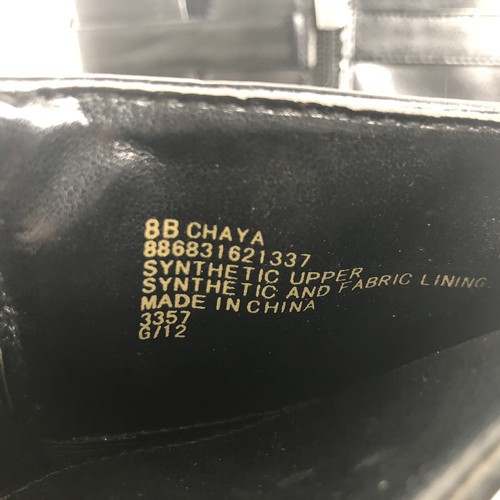 8B CHAYA
886831621337
SYNTHETIC UPPER
SYNTHETIC AND FABRIC LINING
MADE IN CHINA
3357
G/12